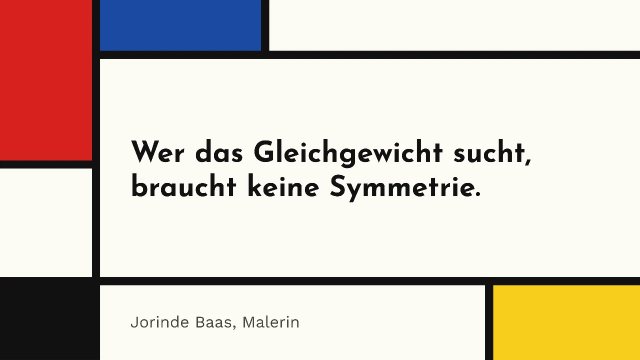 Wer das Gleichgewicht sucht,
braucht keine Symmetrie.
Jorinde Baas, Malerin